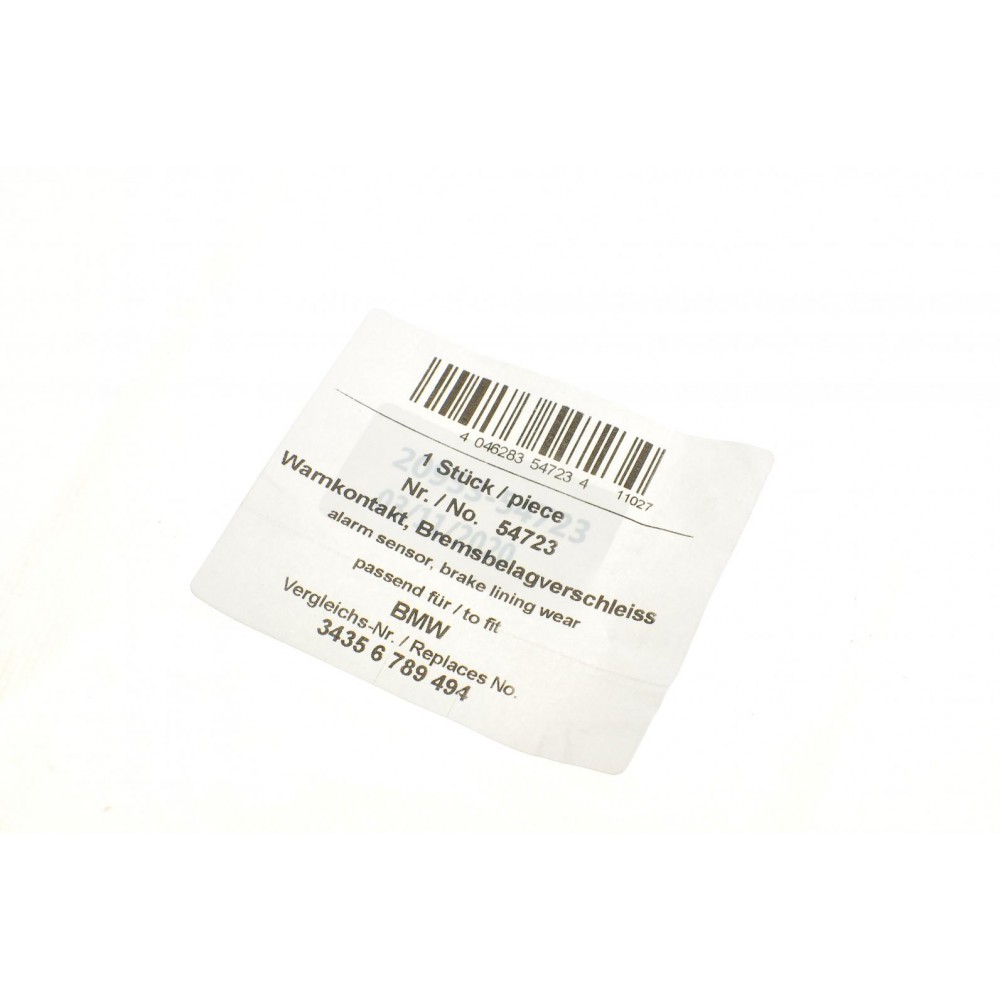 4 046283 54723 4
11027
1 Stück / piece
Nr. / No. 54723
Warnkontakt, Bremsbelagverschleiss
alarm sensor, brake lining wear
passend für / to fit
BMW
Vergleichs-Nr. / Replaces No.
3435 6 789 494